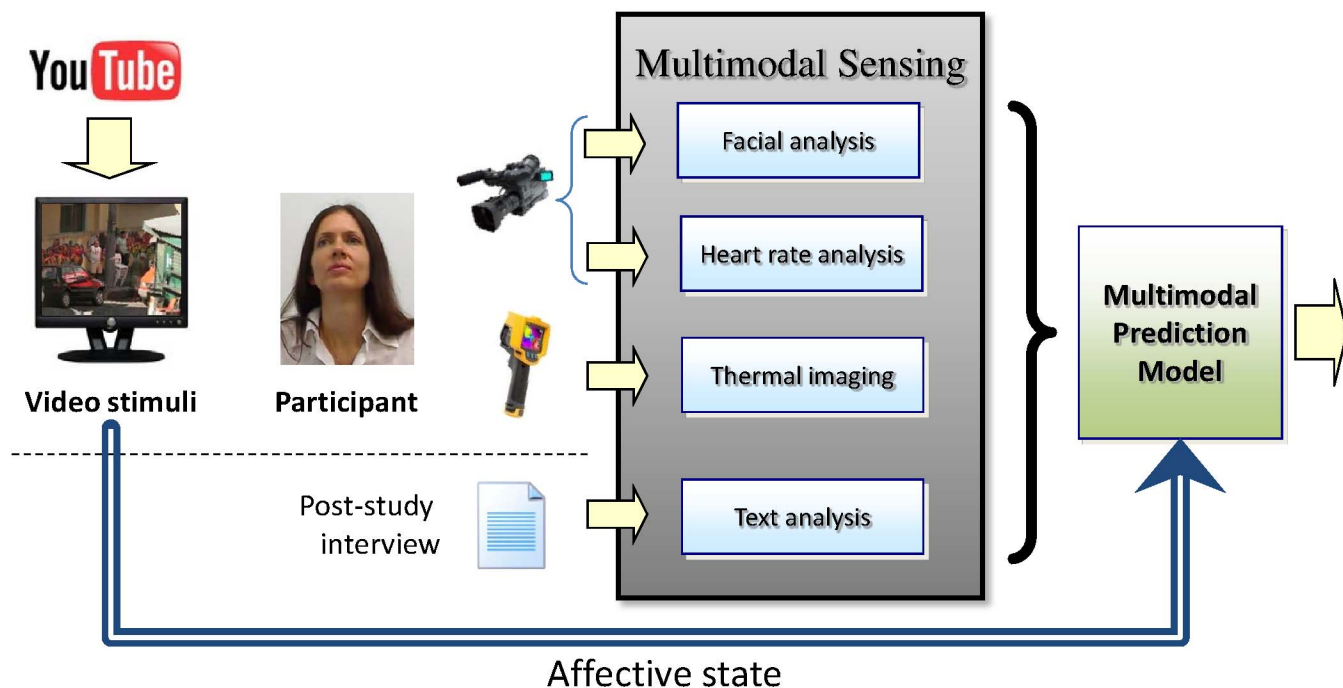 YouTube
Multimodal Sensing
Facial analysis
Heart rate analysis
Thermal imaging
Text analysis
Video stimuli
Participant
Post-study
interview
Multimodal
Prediction
Model
Affective state